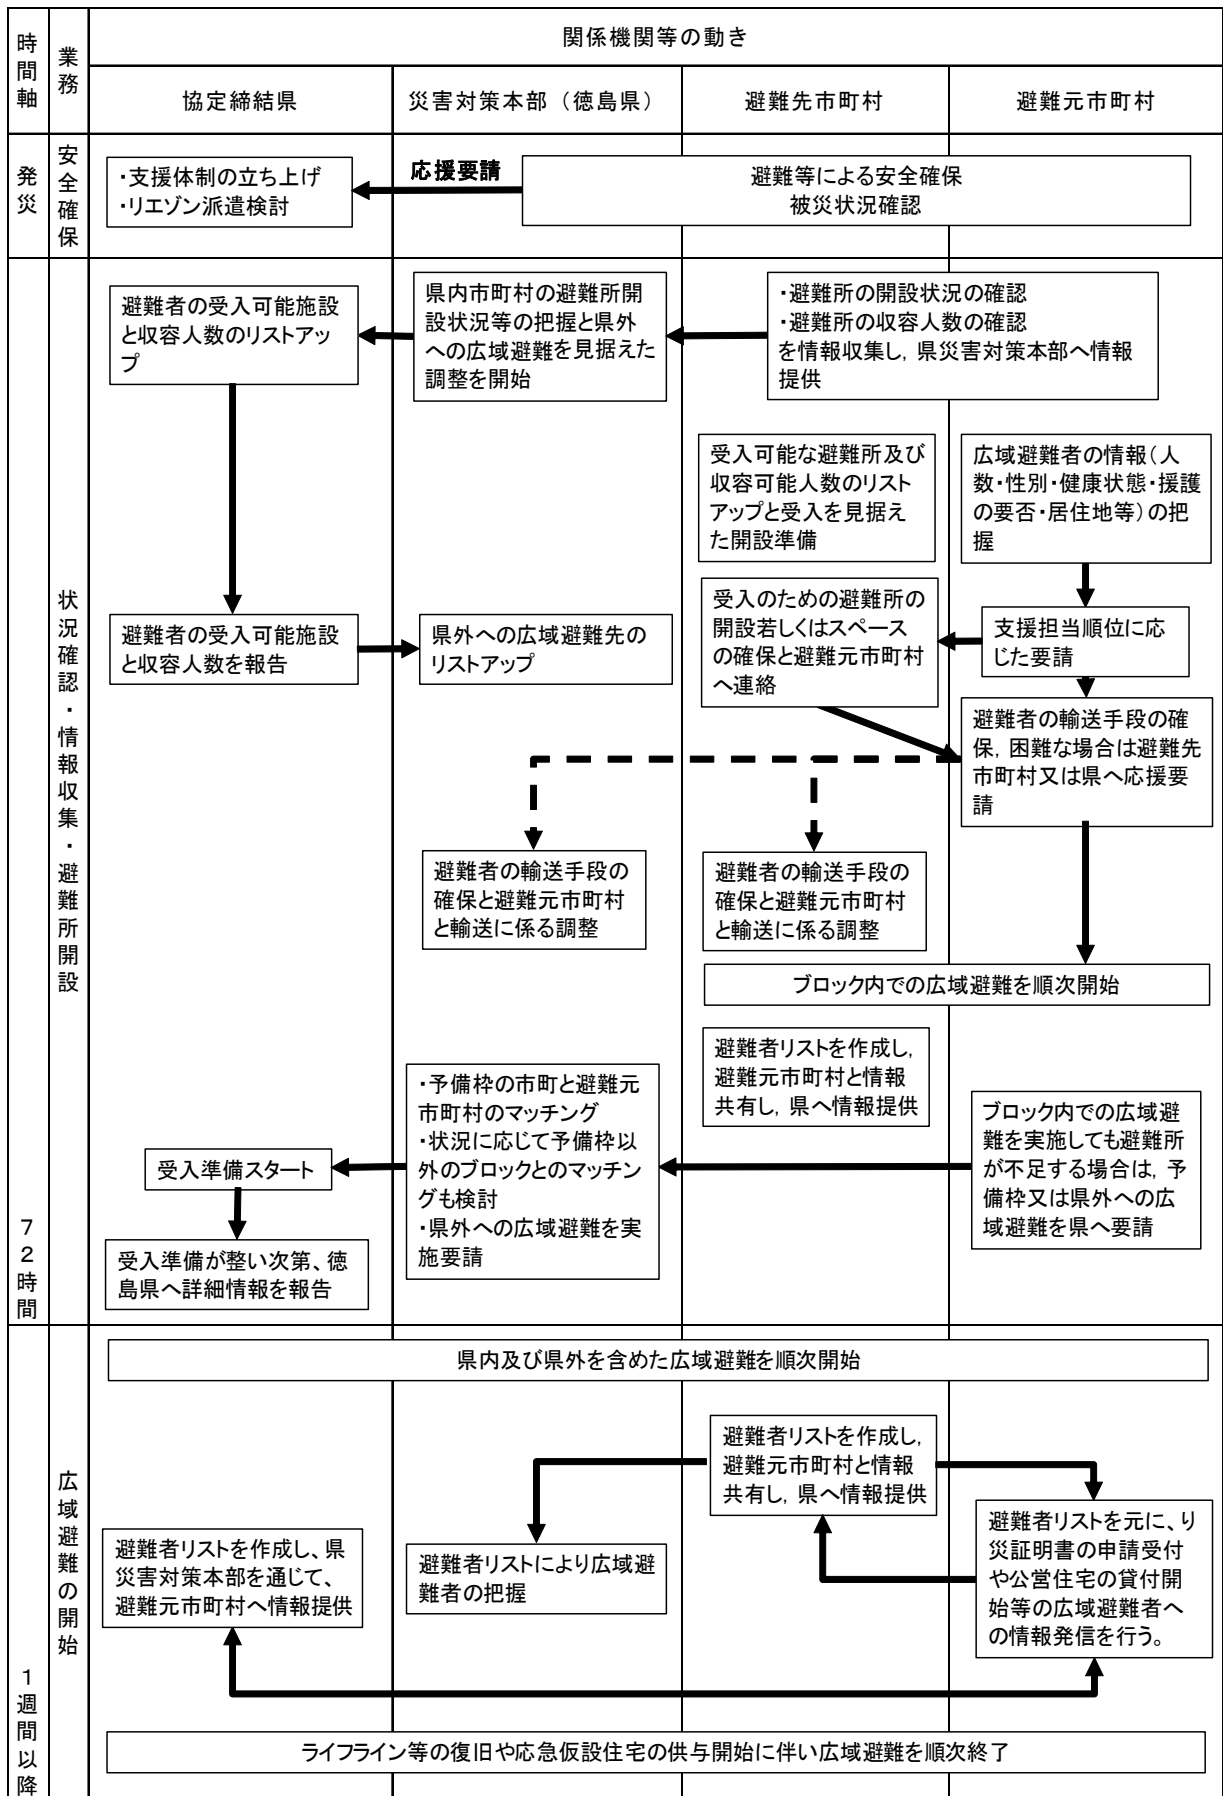 時間軸
業務
関係機関等の動き
協定締結県
災害対策本部（徳島県）
避難先市町村
避難元市町村
発災
安全確保
・支援体制の立ち上げ
・リエゾン派遣検討
応援要請
避難等による安全確保
被災状況確認
72時間
状況確認・情報収集・避難所開設
避難者の受入可能施設
と収容人数のリストアッ
プ
県内市町村の避難所開
設状況等の把握と県外
への広域避難を見据えた
調整を開始
・避難所の開設状況の確認
・避難所の収容人数の確認
を情報収集し，県災害対策本部へ情報
提供
受入可能な避難所及び
収容可能人数のリスト
アップと受入を見据え
た開設準備
広域避難者の情報（人
数・性別・健康状態・援護
の要否・居住地等）の把
握
避難者の受入可能施設
と収容人数を報告
県外への広域避難先の
リストアップ
受入のための避難所の
開設若しくはスペース
の確保と避難元市町村
へ連絡
支援担当順位に応
じた要請
避難者の輸送手段の確
保，困難な場合は避難先
市町村又は県へ応援要
請
避難者の輸送手段の
確保と避難元市町村
と輸送に係る調整
避難者の輸送手段の
確保と避難元市町村
と輸送に係る調整
ブロック内での広域避難を順次開始
避難者リストを作成し，
避難元市町村と情報
共有し，県へ情報提供
・予備枠の市町と避難元
市町村のマッチング
・状況に応じて予備枠以
外のブロックとのマッチン
グも検討
・県外への広域避難を実
施要請
ブロック内での広域避
難を実施しても避難所
が不足する場合は，予
備枠又は県外への広
域避難を県へ要請
受入準備スタート
受入準備が整い次第、徳
島県へ詳細情報を報告
1週間以降
広域避難の開始
県内及び県外を含めた広域避難を順次開始
避難者リストを作成し，
避難元市町村と情報
共有し，県へ情報提供
避難者リストを作成し、県
災害対策本部を通じて、
避難元市町村へ情報提供
避難者リストにより広域避
難者の把握
避難者リストを元に、り
災証明書の申請受付
や公営住宅の貸付開
始等の広域避難者へ
の情報発信を行う。
ライフライン等の復旧や応急仮設住宅の供与開始に伴い広域避難を順次終了